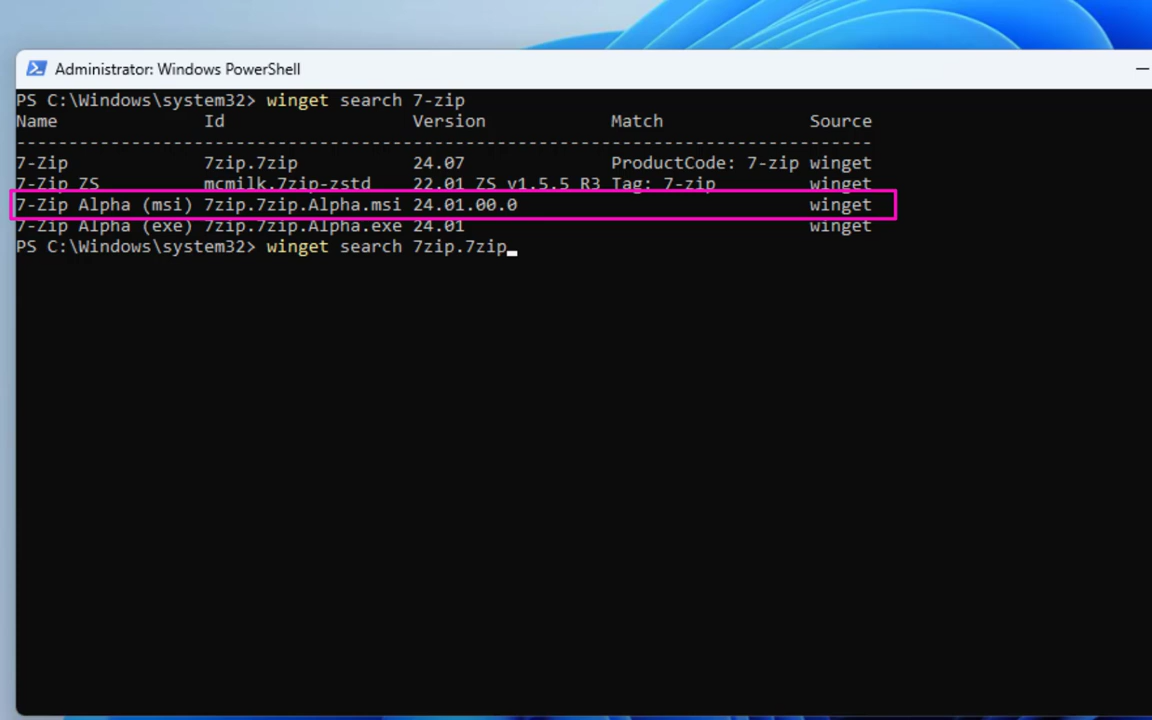 Administrator: Windows PowerShell
PS C:\Windows\system32> winget search 7-zip
Name Id Version Match Source
--------------------------------------------------------------------------------
7-Zip 7zip.7zip 24.07 ProductCode: 7-zip winget
7-Zip ZS mcmilk.7zip-zstd 22.01 ZS v1.5.5 R3 Tag: 7-zip winget
7-Zip Alpha (msi) 7zip.7zip.Alpha.msi 24.01.00.0 winget
7-Zip Alpha (exe) 7zip.7zip.Alpha.exe 24.01 winget
PS C:\Windows\system32> winget search 7zip.7zip